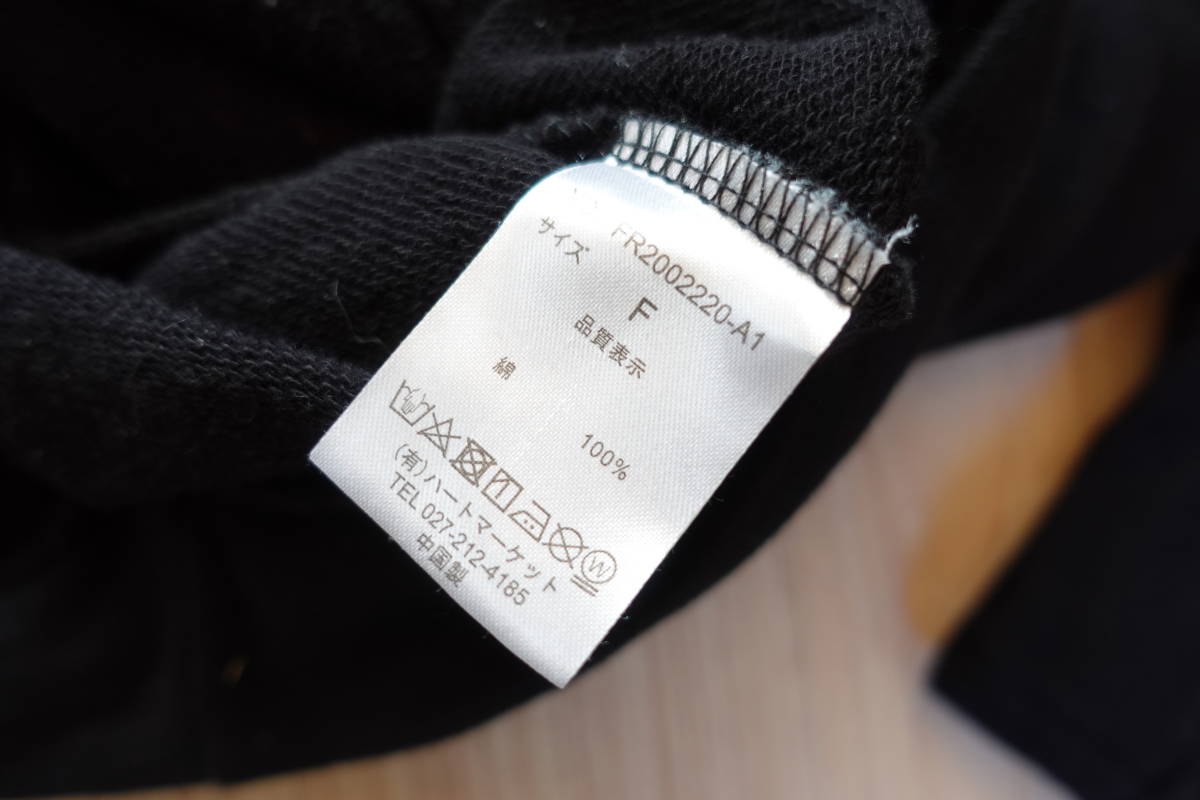 FR2002220-A1
サイズ
F
品質表示
綿 100%
W
(有)ハートマーケット
TEL 027-212-4185
中国製